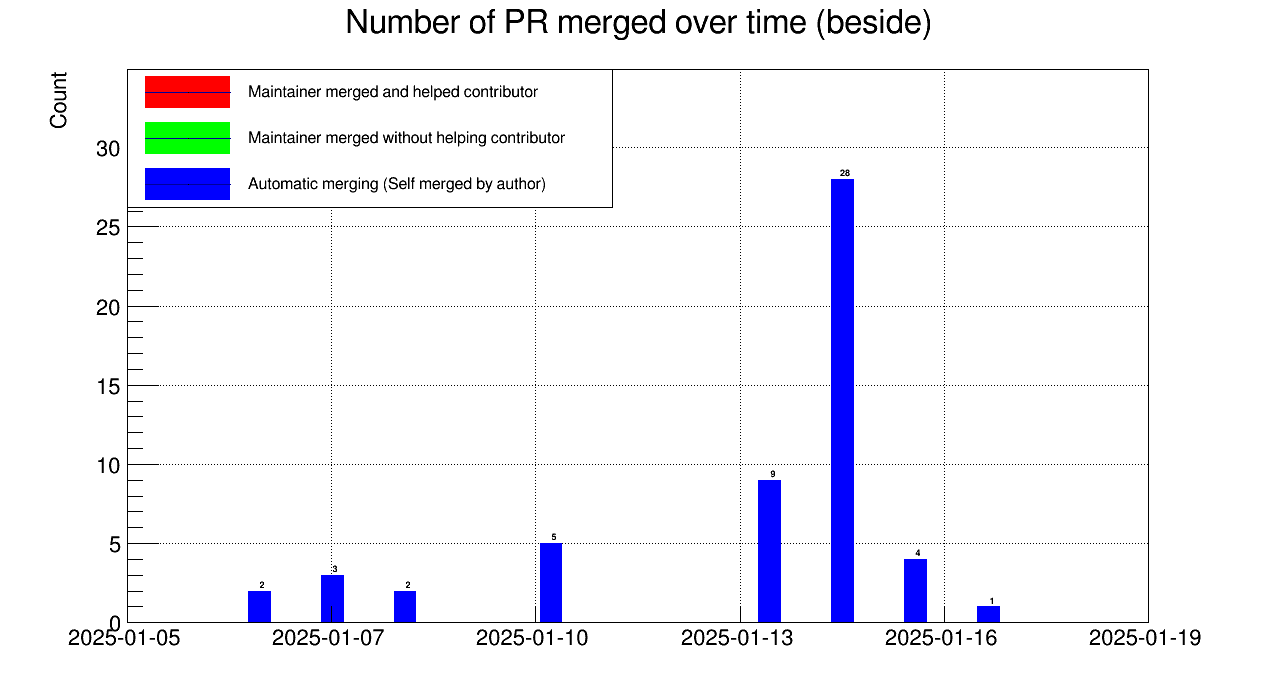 Number of PR merged over time (beside)
Count
Maintainer merged and helped contributor
Maintainer merged without helping contributor
Automatic merging (Self merged by author)
30
25
20
15
10
5
0
2
3
2
5
9
28
4
1
2025-01-05 2025-01-07 2025-01-10 2025-01-13 2025-01-16 2025-01-19